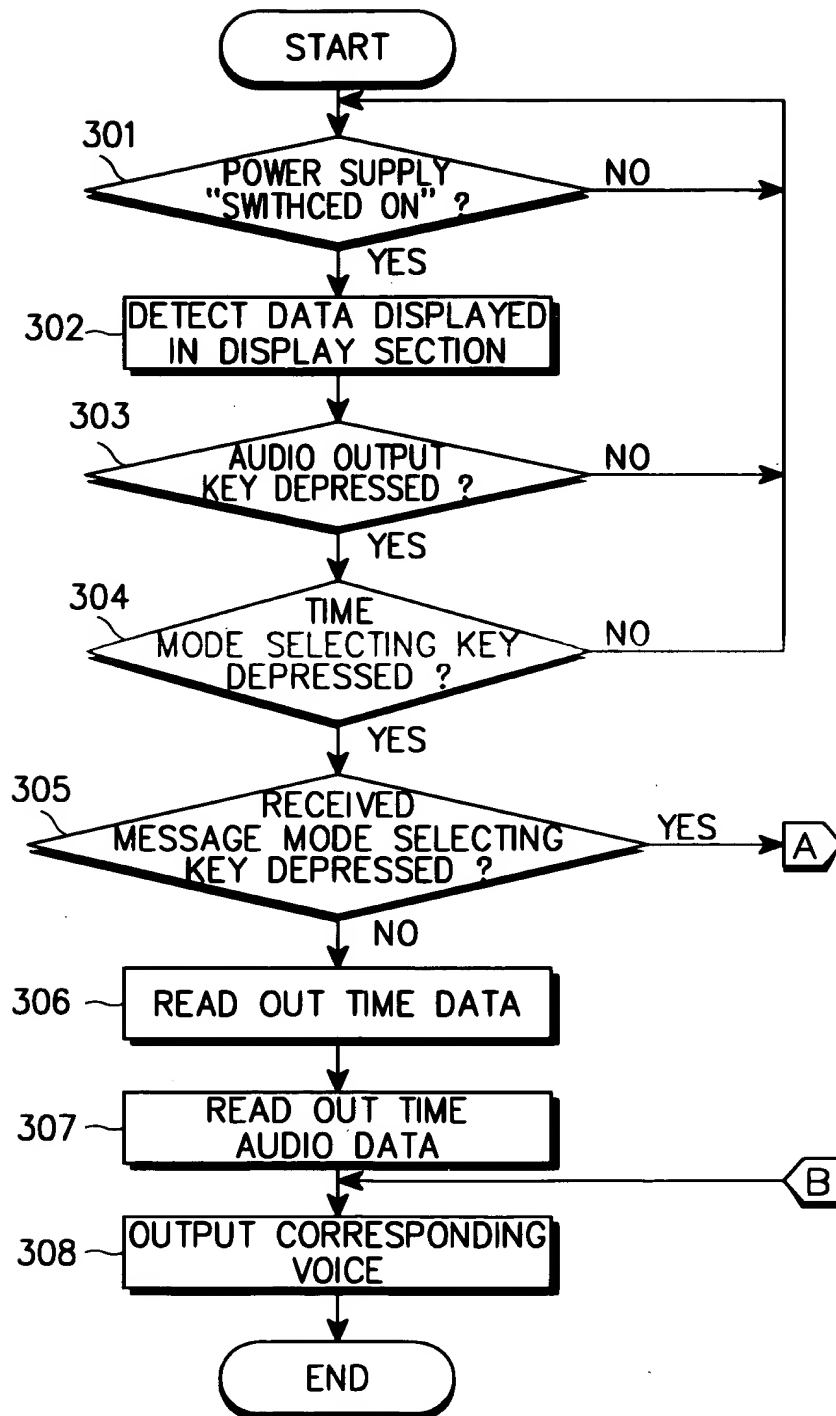 START
301
POWER SUPPLY
"SWITHCED ON" ?
NO
YES
302
DETECT DATA DISPLAYED
IN DISPLAY SECTION
303
AUDIO OUTPUT
KEY DEPRESSED ?
NO
YES
304
TIME
MODE SELECTING KEY
DEPRESSED ?
NO
YES
305
RECEIVED
MESSAGE MODE SELECTING
KEY DEPRESSED ?
YES
A
NO
306
READ OUT TIME DATA
307
READ OUT TIME
AUDIO DATA
B
308
OUTPUT CORRESPONDING
VOICE
END